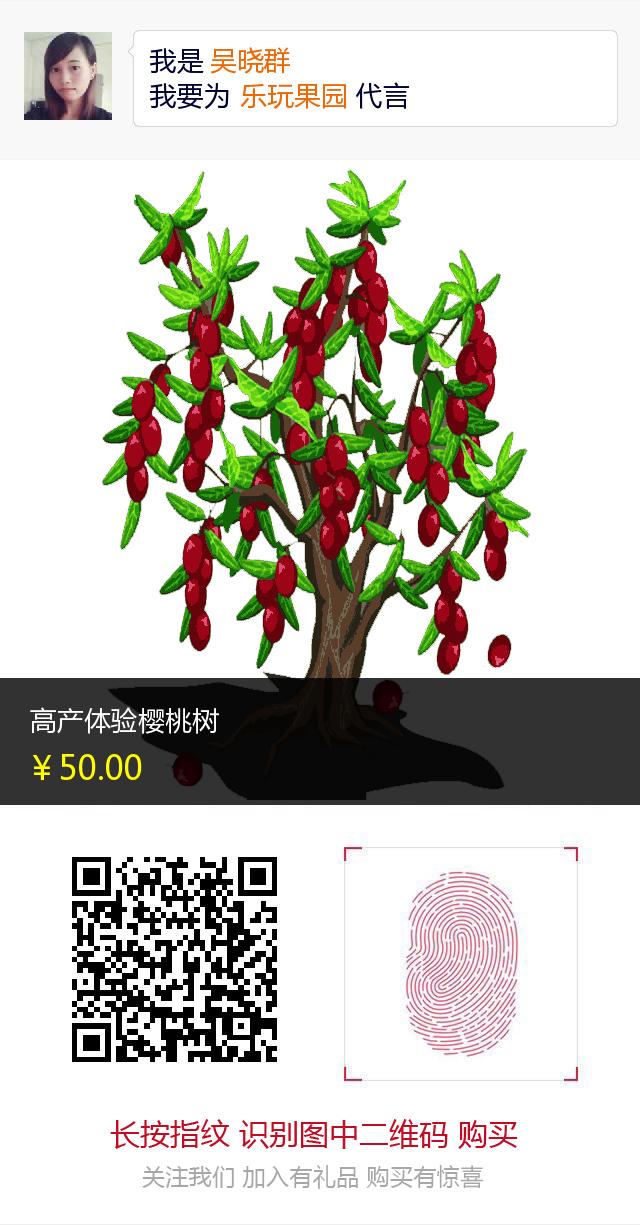 我是 吴晓群
我要为 乐玩果园 代言
高产体验樱桃树
￥50.00
长按指纹 识别图中二维码 购买
关注我们 加入有礼品 购买有惊喜